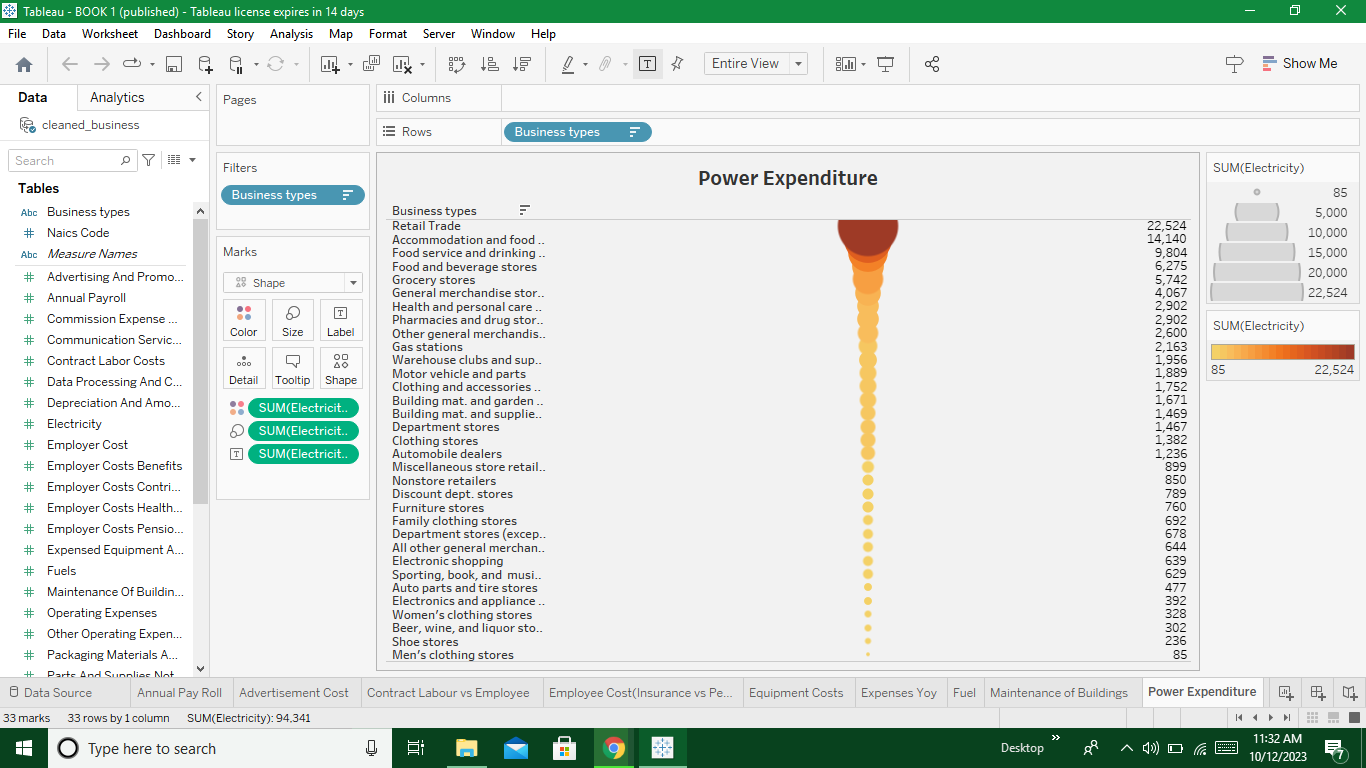 Tableau - BOOK 1 (published) - Tableau license expires in 14 days
File Data Worksheet Dashboard Story Analysis Map Format Server Window Help
Entire View
Show Me
Data Analytics
cleaned_business
Search
Tables
Abc Business types
# Naics Code
Abc Measure Names
# Advertising And Promo...
# Annual Payroll
# Commission Expense ...
# Communication Servic...
# Contract Labor Costs
# Data Processing And C...
# Depreciation And Amo...
# Electricity
# Employer Cost
# Employer Costs Benefits
# Employer Costs Contri...
# Employer Costs Health...
# Employer Costs Pensio...
# Expensed Equipment A...
# Fuels
# Maintenance Of Buildin...
# Operating Expenses
# Other Operating Expen...
# Packaging Materials A...
# Parts And Supplies Not
Pages
Filters
Business types
Marks
Shape
Color Size Label
Detail Tooltip Shape
SUM(Electricit..
SUM(Electricit..
SUM(Electricit..
Columns
Rows Business types
Power Expenditure
Business types
Retail Trade 22,524
Accommodation and food .. 14,140
Food service and drinking .. 9,804
Food and beverage stores 6,275
Grocery stores 5,742
General merchandise stor.. 4,067
Health and personal care .. 2,902
Pharmacies and drug stor.. 2,902
Other general merchandis.. 2,600
Gas stations 2,163
Warehouse clubs and sup.. 1,956
Motor vehicle and parts 1,889
Clothing and accessories .. 1,752
Building mat. and garden .. 1,671
Building mat. and supplie.. 1,469
Department stores 1,467
Clothing stores 1,382
Automobile dealers 1,236
Miscellaneous store retail.. 899
Nonstore retailers 850
Discount dept. stores 789
Furniture stores 760
Family clothing stores 692
Department stores (excep.. 678
All other general merchan.. 644
Electronic shopping 639
Sporting, book, and musi.. 629
Auto parts and tire stores 477
Electronics and appliance .. 392
Women's clothing stores 328
Beer, wine, and liquor sto.. 302
Shoe stores 236
Men's clothing stores 85
SUM(Electricity)
85
5,000
10,000
15,000
20,000
22,524
SUM(Electricity)
85 22,524
Data Source Annual Pay Roll Advertisement Cost Contract Labour vs Employee Employee Cost(Insurance vs Pe... Equipment Costs Expenses Yoy Fuel Maintenance of Buildings Power Expenditure
33 marks 33 rows by 1 column SUM(Electricity): 94,341
Type here to search
Desktop
11:32 AM
10/12/2023
7